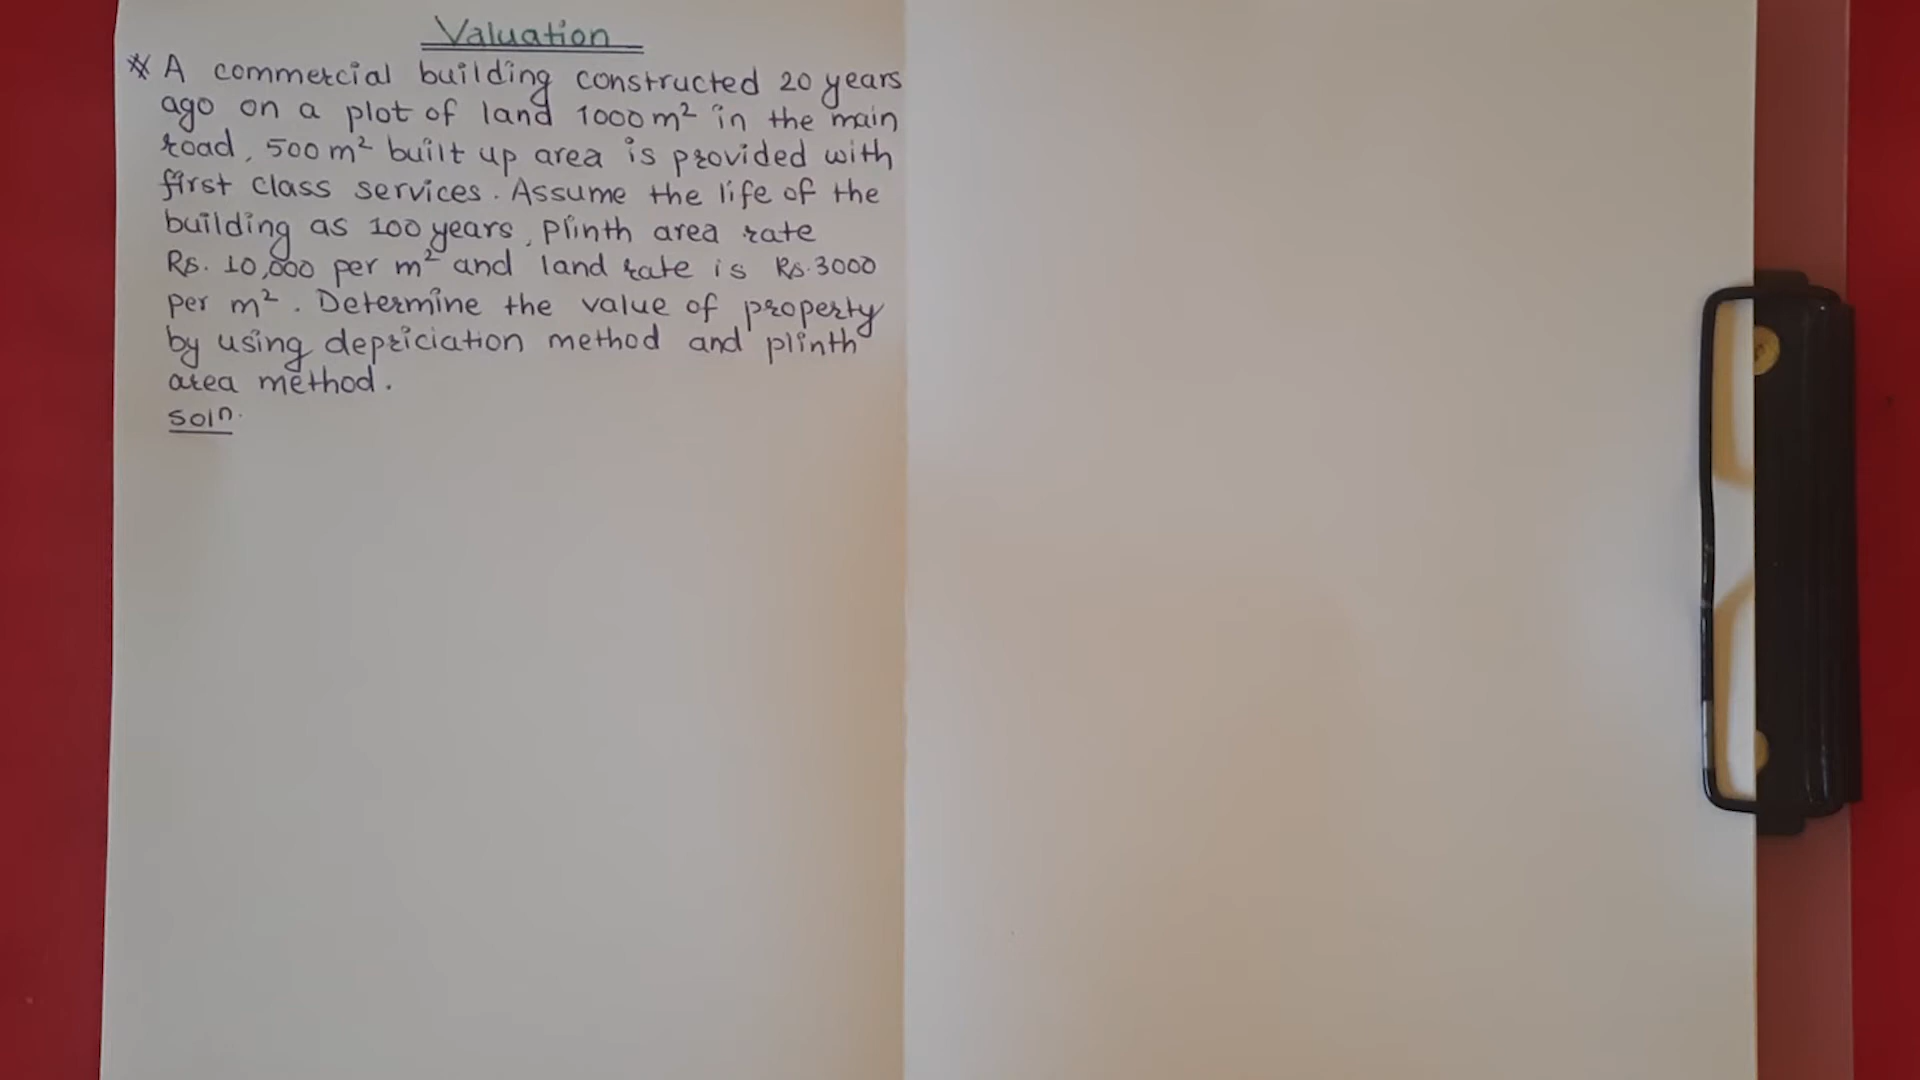 Valuation
* A commercial building constructed 20 years
ago on a plot of land 1000 m² in the main
road, 500 m² built up area is provided with
first class services. Assume the life of the
building as 100 years, Plinth area rate
Rs. 10,000 per m² and land rate is Rs. 3000
per m². Determine the value of property
by using depriciation method and plinth
area method.
Soln.